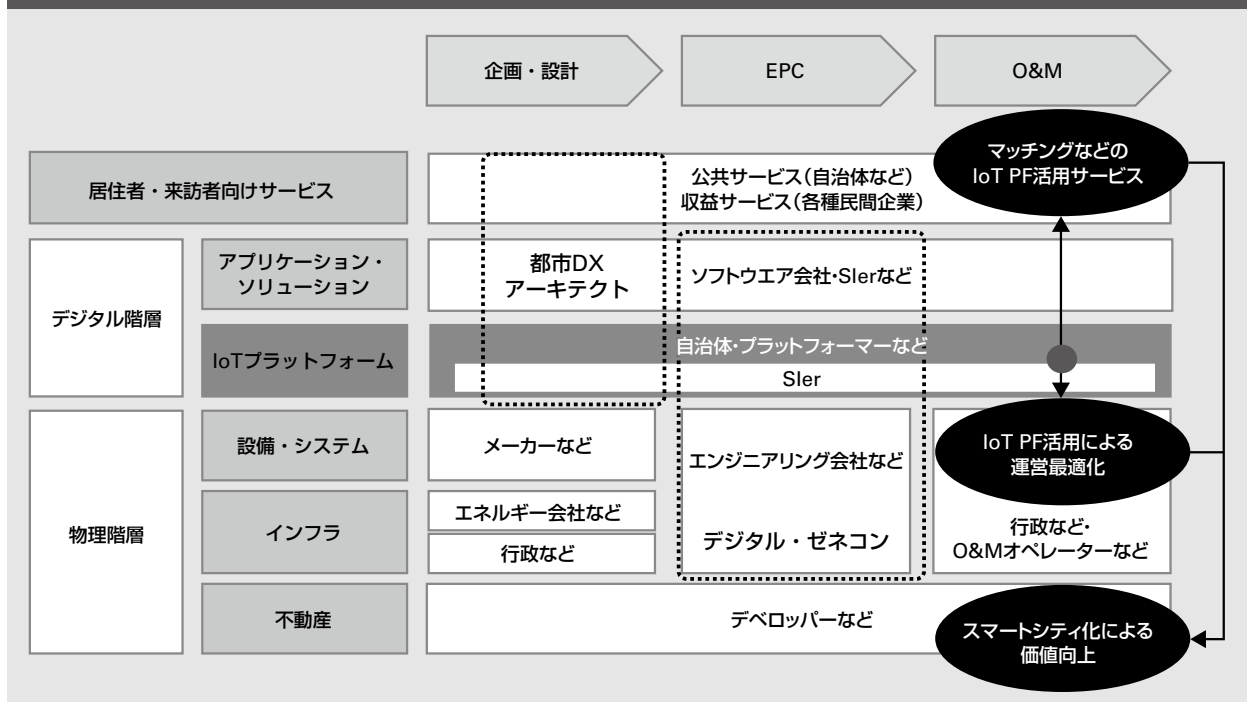 企画・設計
EPC
O&M
居住者・来訪者向けサービス
公共サービス（自治体など）
収益サービス（各種民間企業）
マッチングなどの
IoT PF活用サービス
デジタル階層
アプリケーション・
ソリューション
都市DX
アーキテクト
ソフトウエア会社・SIerなど
IoTプラットフォーム
自治体・プラットフォーマーなど
SIer
物理階層
設備・システム
メーカーなど
エンジニアリング会社など
IoT PF活用による
運営最適化
インフラ
エネルギー会社など
行政など
デジタル・ゼネコン
行政など・
O&Mオペレーターなど
不動産
デベロッパーなど
スマートシティ化による
価値向上